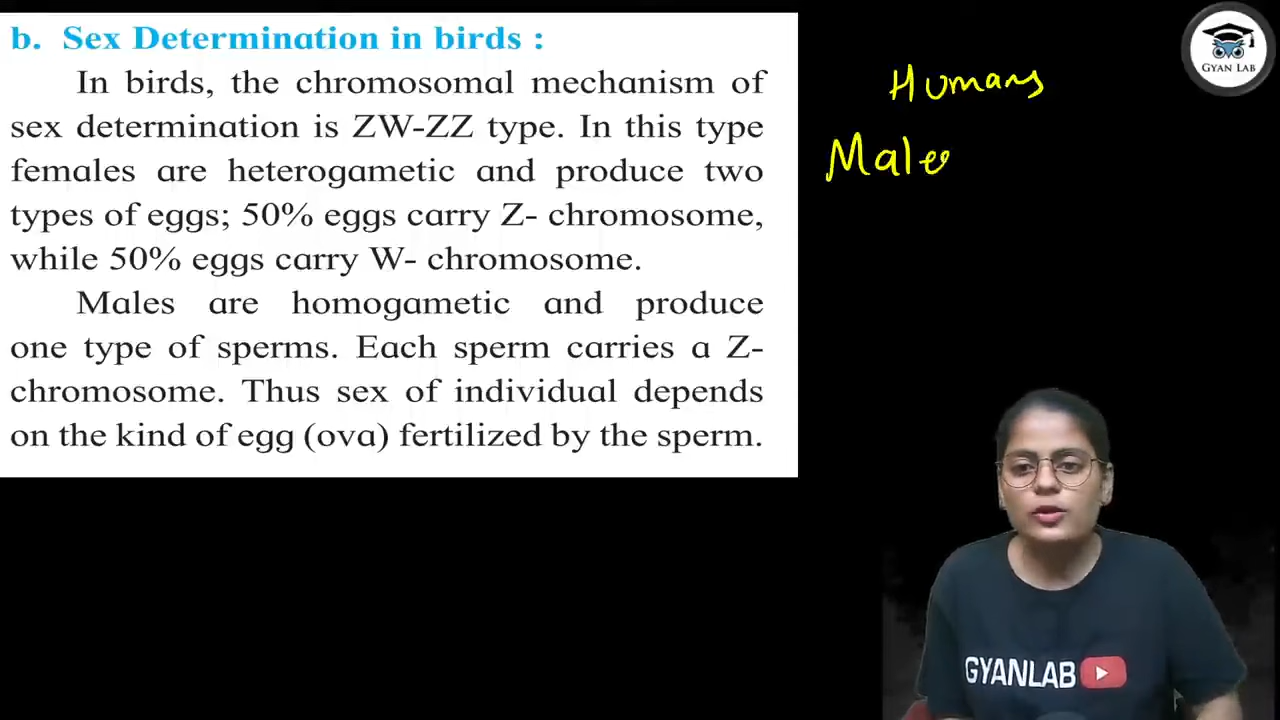 b. Sex Determination in birds :
In birds, the chromosomal mechanism of
sex determination is ZW-ZZ type. In this type
females are heterogametic and produce two
types of eggs; 50% eggs carry Z- chromosome,
while 50% eggs carry W- chromosome.
Males are homogametic and produce
one type of sperms. Each sperm carries a Z-
chromosome. Thus sex of individual depends
on the kind of egg (ova) fertilized by the sperm.
Humans
Male
GYAN LAB
GYANLAB